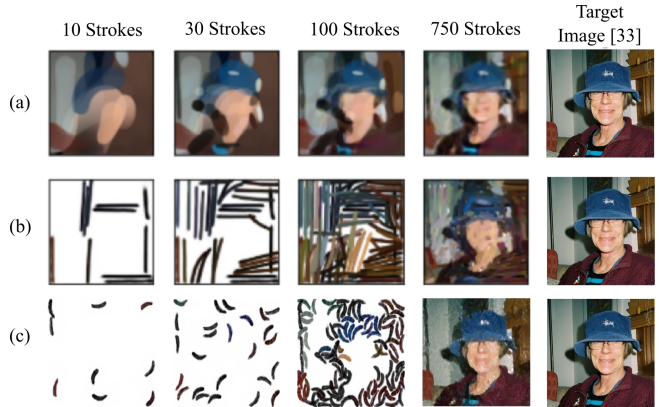 10 Strokes
30 Strokes
100 Strokes
750 Strokes
Target
Image [33]
(a)
(b)
(c)